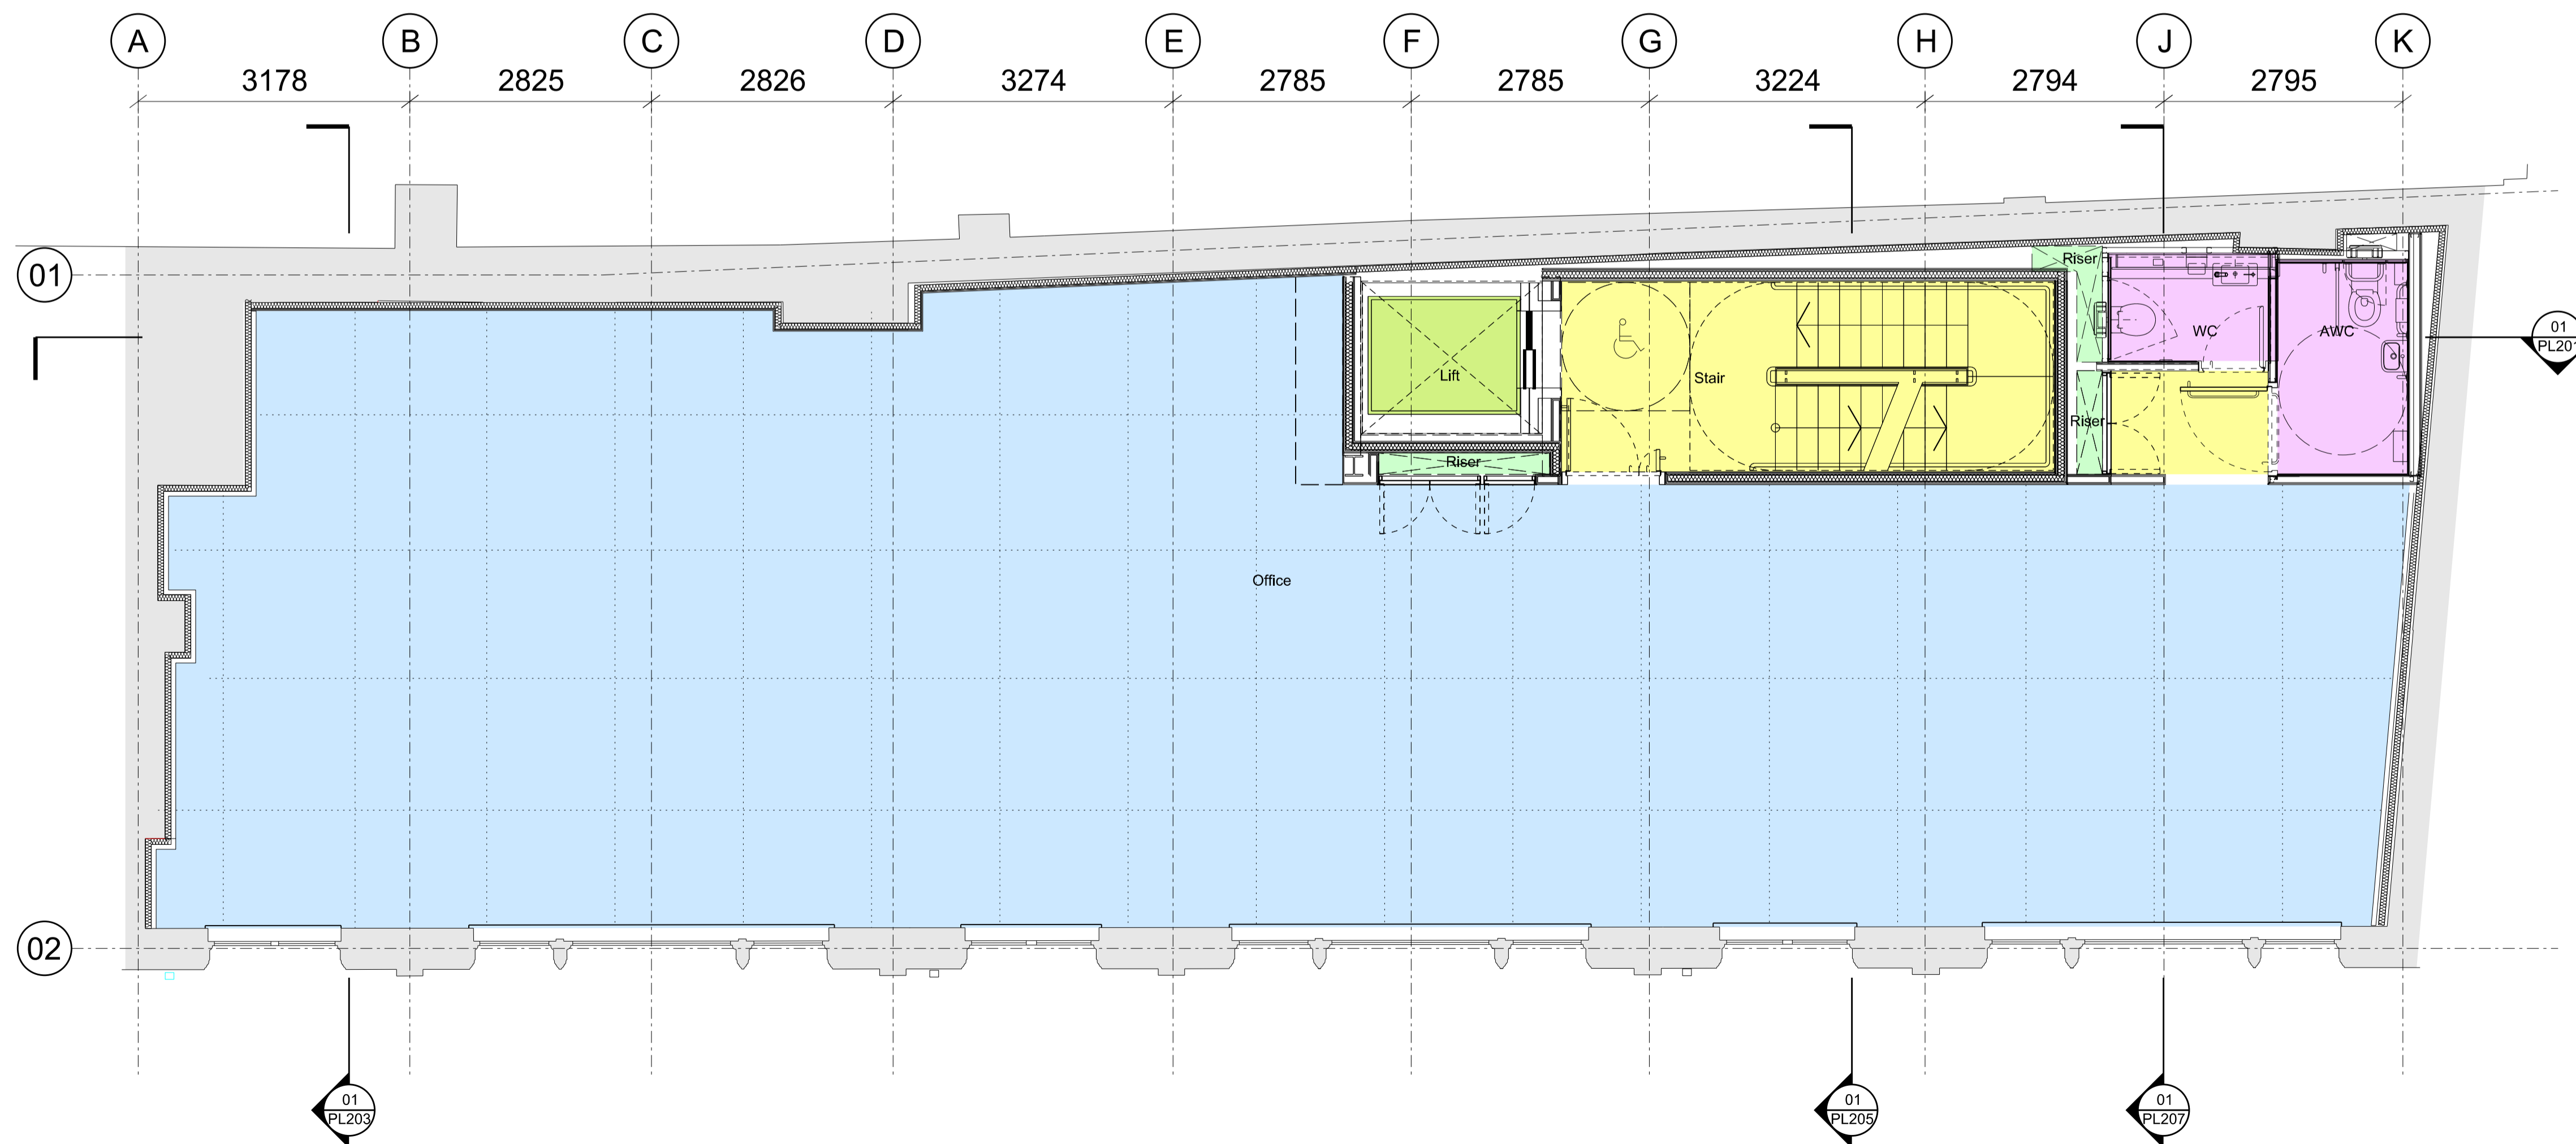 A B C D E F G H J K
3178 2825 2826 3274 2785 2785 3224 2794 2795
01
Riser
WC
AWC
01
PL201
Lift
Stair
Riser
Riser
Office
02
01
PL203
01
PL205
01
PL207